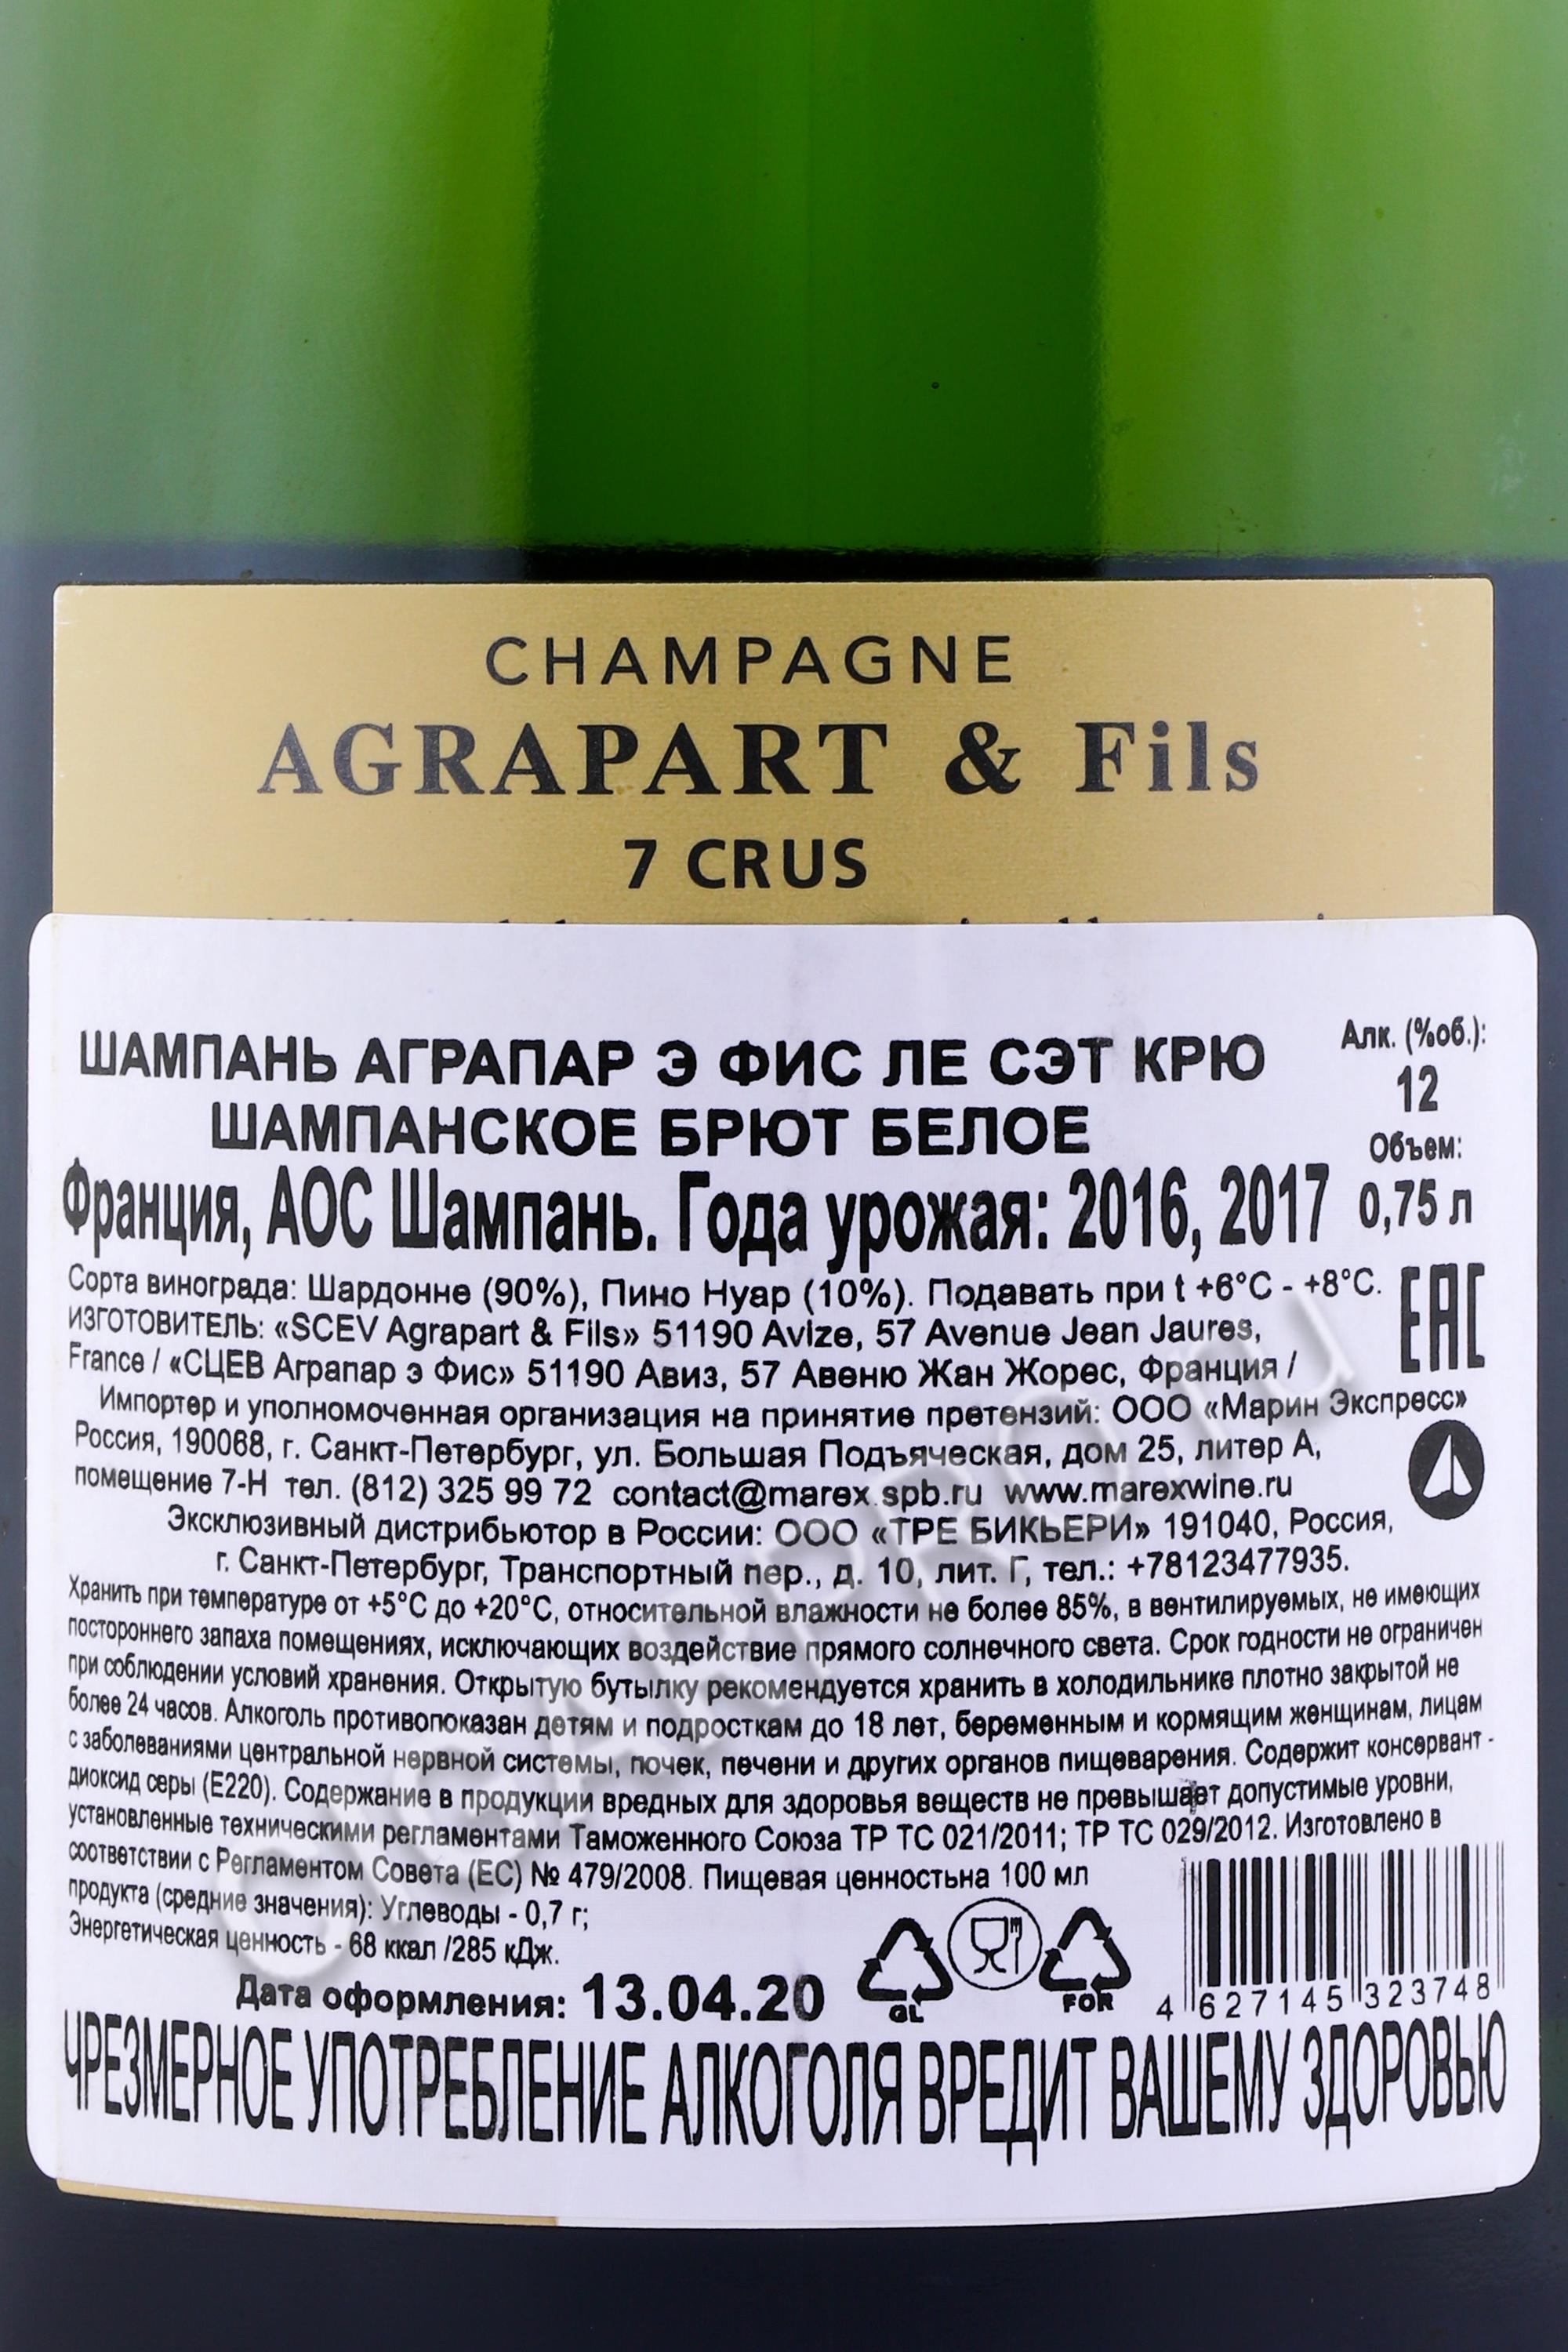 CHAMPAGNE
AGRAPART & Fils
7 CRUS
ШАМПАНЬ АГРАПАР Э ФИС ЛЕ СЭТ КРЮ
ШАМПАНСКОЕ БРЮТ БЕЛОЕ
Франция, АОС Шампань. Года урожая: 2016, 2017
Алк. (%об.):
12
Объем:
0,75 л
Сорта винограда: Шардонне (90%), Пино Нуар (10%). Подавать при t +6°C - +8°C.
ИЗГОТОВИТЕЛЬ: «SCEV Agrapart & Fils» 51190 Avize, 57 Avenue Jean Jaures,
France / «СЦЕВ Аграпар э Фис» 51190 Авиз, 57 Авеню Жан Жорес, Франция /
EAC
Импортер и уполномоченная организация на принятие претензий: ООО «Марин Экспресс»
Россия, 190068, г. Санкт-Петербург, ул. Большая Подъяческая, дом 25, литер А,
помещение 7-Н тел. (812) 325 99 72 contact@marex.spb.ru www.marexwine.ru
Эксклюзивный дистрибьютор в России: ООО «ТРЕ БИКЬЕРИ» 191040, Россия,
г. Санкт-Петербург, Транспортный пер., д. 10, лит. Г, тел.: +78123477935.
Хранить при температуре от +5°C до +20°C, относительной влажности не более 85%, в вентилируемых, не имеющих
постороннего запаха помещениях, исключающих воздействие прямого солнечного света. Срок годности не ограничен
при соблюдении условий хранения. Открытую бутылку рекомендуется хранить в холодильнике плотно закрытой не
более 24 часов. Алкоголь противопоказан детям и подросткам до 18 лет, беременным и кормящим женщинам, лицам
с заболеваниями центральной нервной системы, почек, печени и других органов пищеварения. Содержит консервант -
диоксид серы (E220). Содержание в продукции вредных для здоровья веществ не превышает допустимые уровни,
установленные техническими регламентами Таможенного Союза ТР ТС 021/2011; ТР ТС 029/2012. Изготовлено в
соответствии с Регламентом Совета (ЕС) № 479/2008. Пищевая ценностьна 100 мл
продукта (средние значения): Углеводы - 0,7 г;
Энергетическая ценность - 68 ккал /285 кДж.
Дата оформления: 13.04.20
GL
FOR
4 627145 323748
ЧРЕЗМЕРНОЕ УПОТРЕБЛЕНИЕ АЛКОГОЛЯ ВРЕДИТ ВАШЕМУ ЗДОРОВЬЮ
CIGARPRO.ru